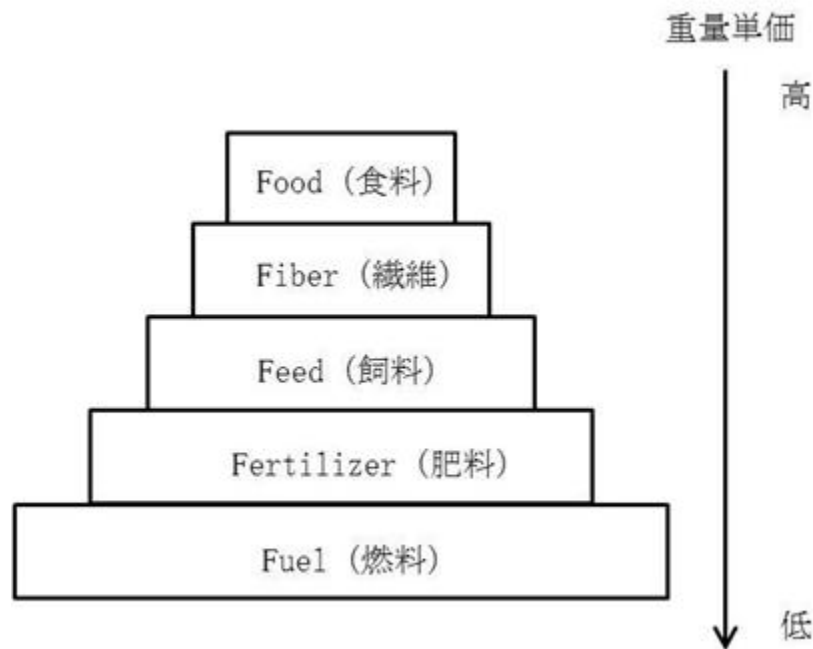 重量単価
高
Food (食料)
Fiber (繊維)
Feed (飼料)
Fertilizer (肥料)
Fuel (燃料)
低